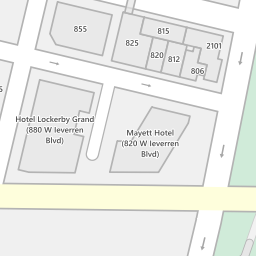 855
815
825
2101
820
812
806
Hotel Lockerby Grand
(880 W Ieverren
Blvd)
Mayett Hotel
(820 W Ieverren
Blvd)